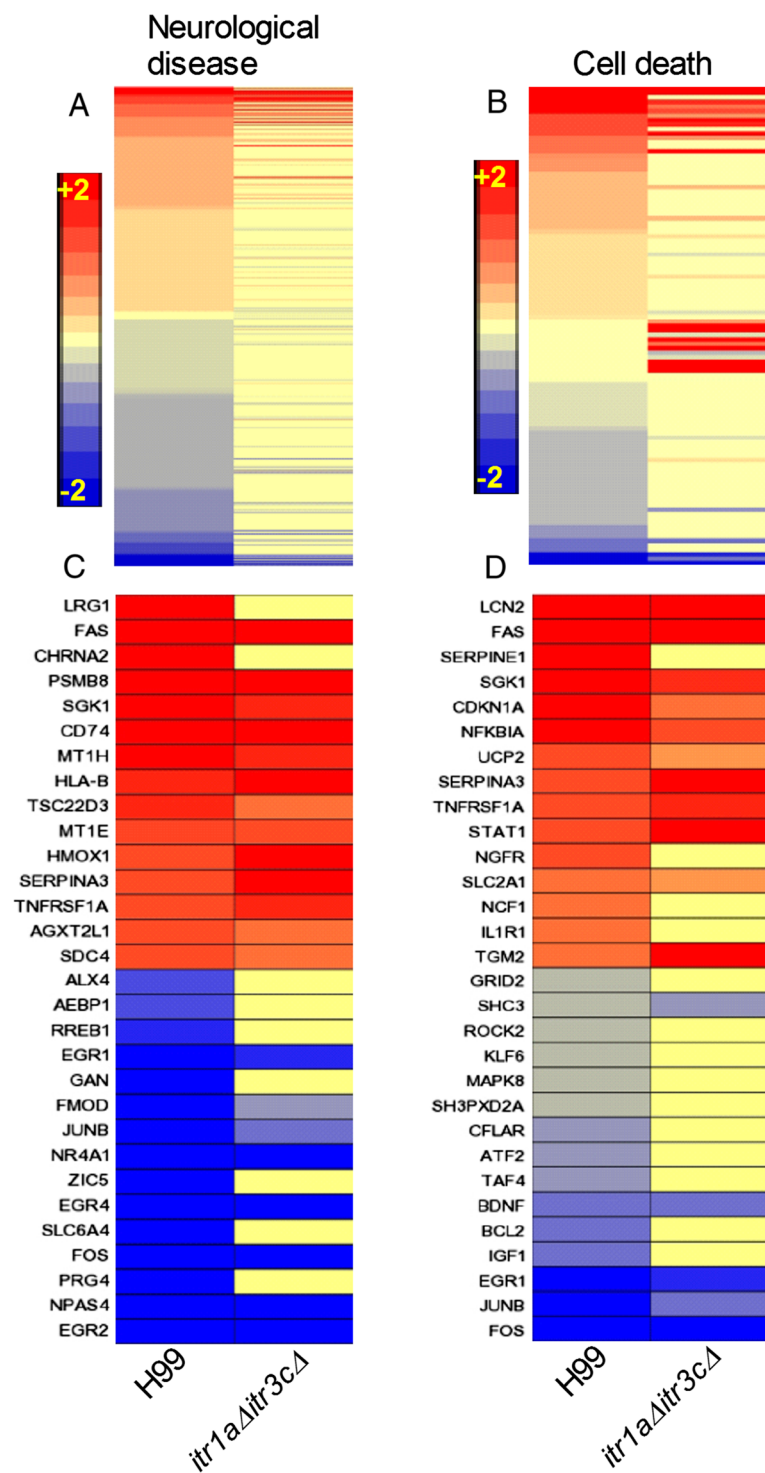 Neurological
disease
Cell death
A
B
+2
-2
+2
-2
C
D
LRG1
FAS
CHRNA2
PSMB8
SGK1
CD74
MT1H
HLA-B
TSC22D3
MT1E
HMOX1
SERPINA3
TNFRSF1A
AGXT2L1
SDC4
ALX4
AEBP1
RREB1
EGR1
GAN
FMOD
JUNB
NR4A1
ZIC5
EGR4
SLC6A4
FOS
PRG4
NPAS4
EGR2
H99
itr1aΔitr3cΔ
LCN2
FAS
SERPINE1
SGK1
CDKN1A
NFKBIA
UCP2
SERPINA3
TNFRSF1A
STAT1
NGFR
SLC2A1
NCF1
IL1R1
TGM2
GRID2
SHC3
ROCK2
KLF6
MAPK8
SH3PXD2A
CFLAR
ATF2
TAF4
BDNF
BCL2
IGF1
EGR1
JUNB
FOS
H99
itr1aΔitr3cΔ